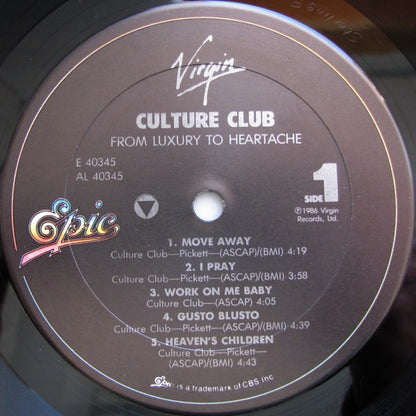 Virgin
CULTURE CLUB
FROM LUXURY TO HEARTACHE
E 40345
AL 40345
SIDE 1
℗1986 Virgin
Records, Ltd.
Epic
1. MOVE AWAY
Culture Club—Pickett—(ASCAP)/(BMI) 4:19
2. I PRAY
Culture Club—Pickett—(ASCAP)/(BMI) 3:58
3. WORK ON ME BABY
Culture Club—(ASCAP) 4:05
4. GUSTO BLUSTO
Culture Club—Pickett—(ASCAP)/(BMI) 4:39
5. HEAVEN'S CHILDREN
Culture Club—Pickett—
(ASCAP)/(BMI) 4:43
Epic is a trademark of CBS Inc